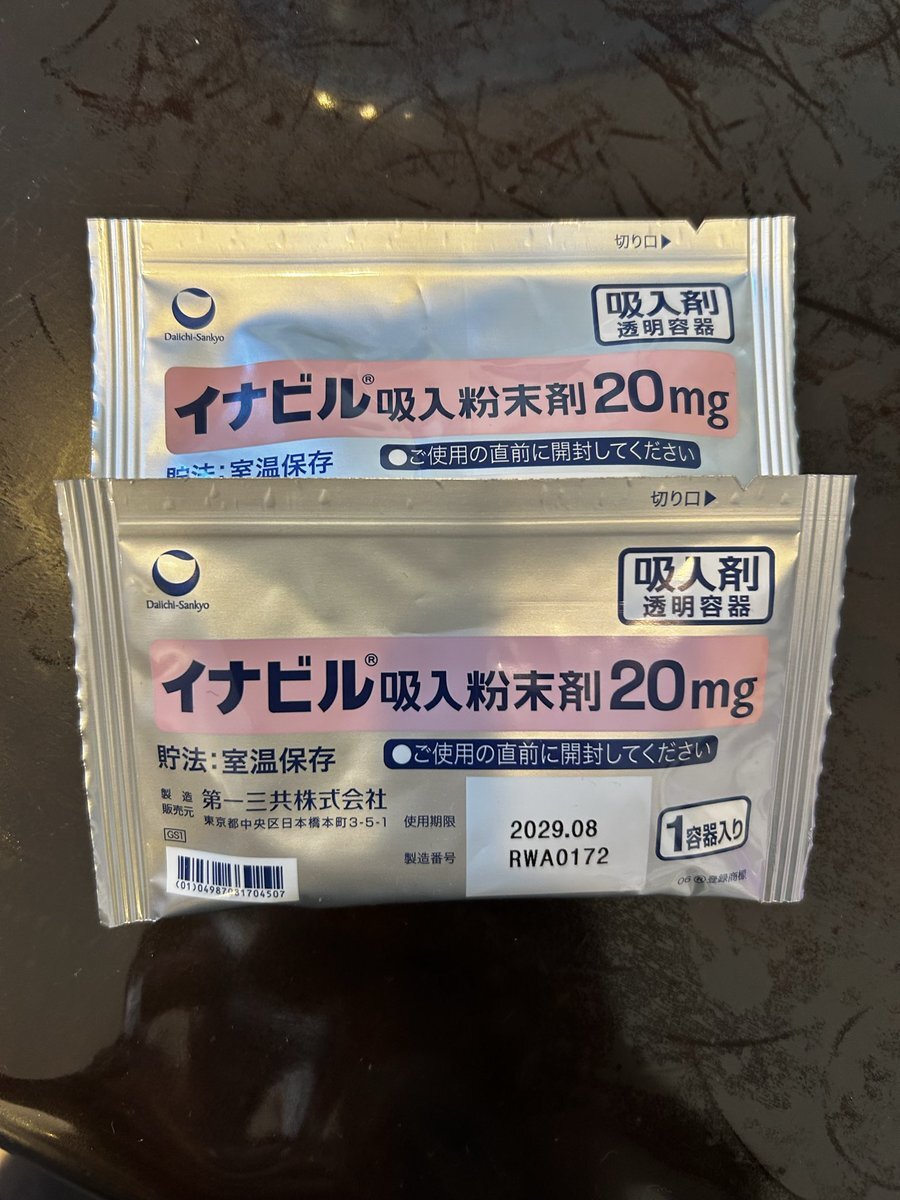 切り口▶
Daiichi-Sankyo
吸入剤
透明容器
イナビル®吸入粉末剤20mg
●ご使用の直前に開封してください
貯法:室温保存
切り口▶
Daiichi-Sankyo
吸入剤
透明容器
イナビル®吸入粉末剤20mg
貯法:室温保存
●ご使用の直前に開封してください
製造
販売元 第一三共株式会社
東京都中央区日本橋本町3-5-1
GS1
(01)04987081704507
使用期限 2029.08
製造番号 RWA0172
1容器入り
06 ®登録商標